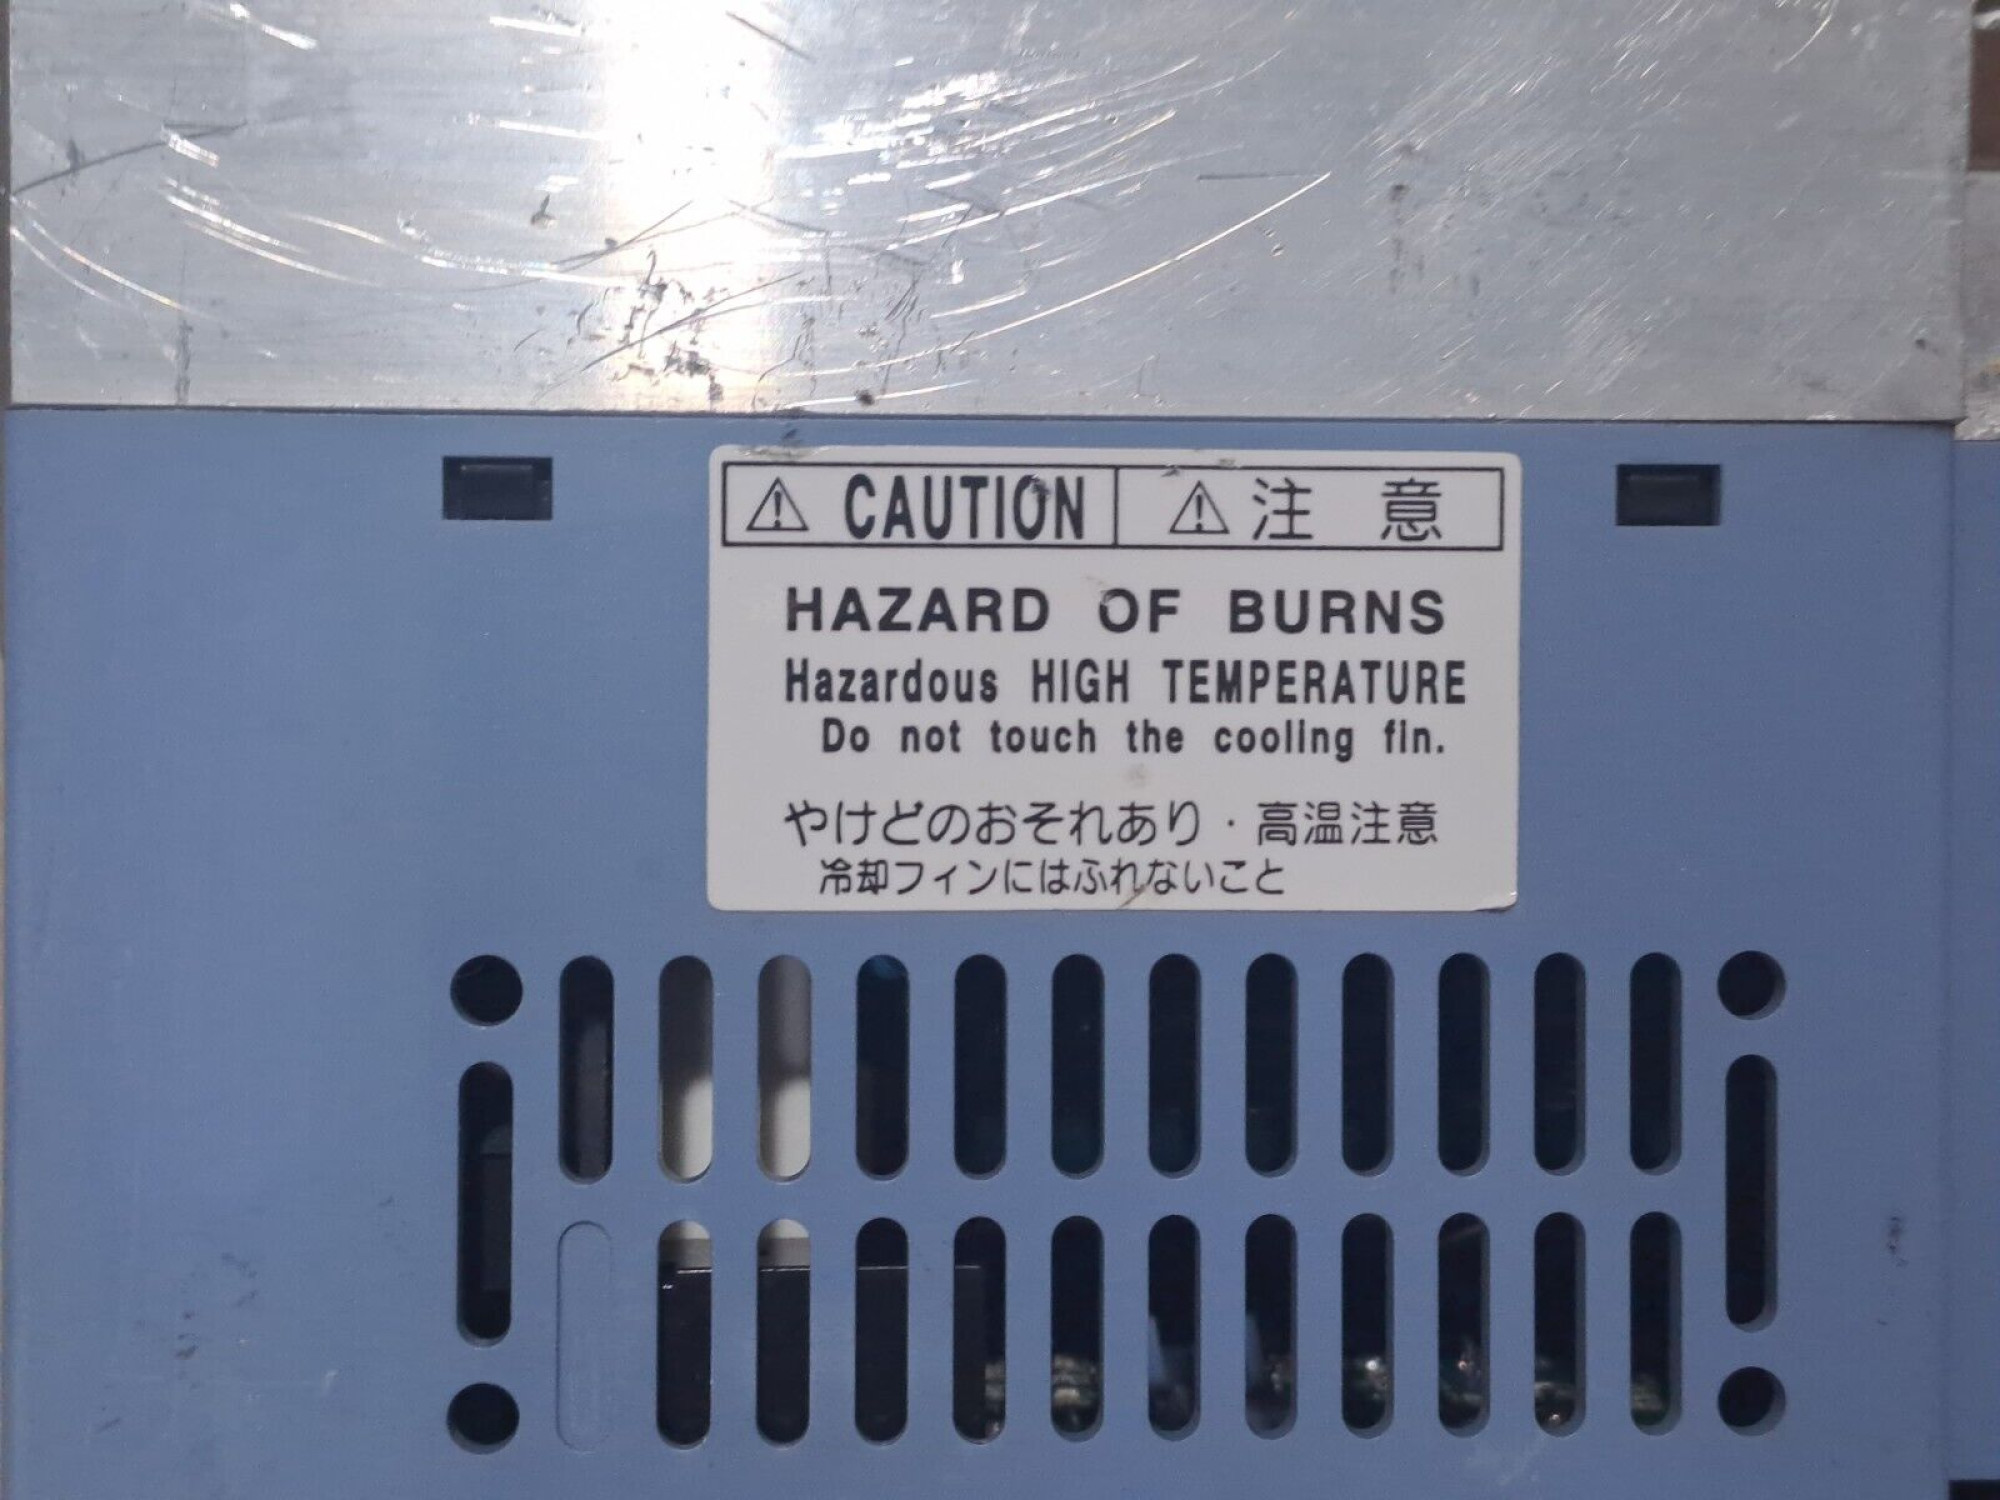 ⚠ CAUTION ⚠ 注 意
HAZARD OF BURNS
Hazardous HIGH TEMPERATURE
Do not touch the cooling fin.
やけどのおそれあり・高温注意
冷却フィンにはふれないこと